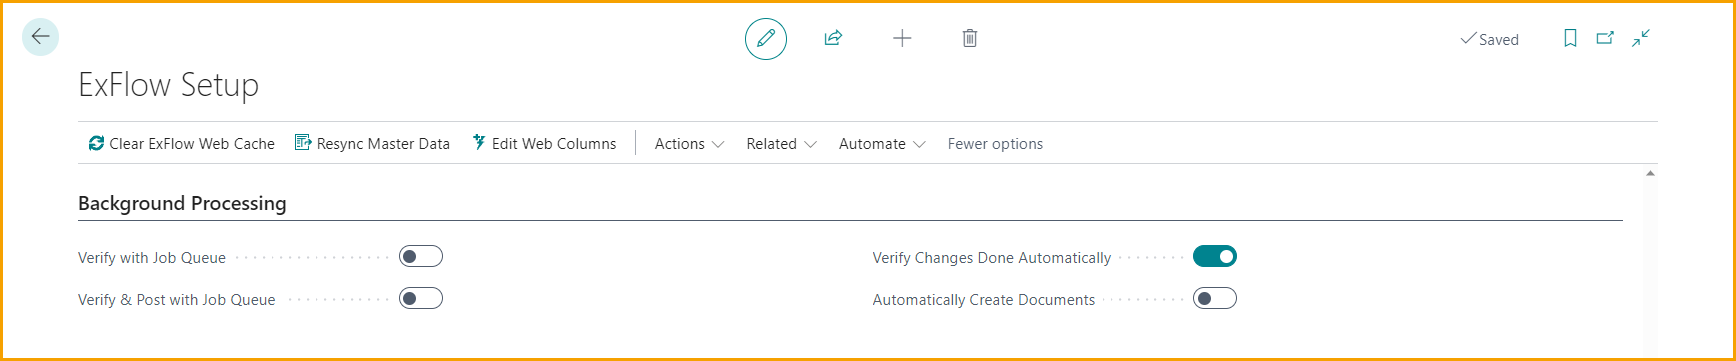 Saved
ExFlow Setup
Clear ExFlow Web Cache Resync Master Data Edit Web Columns Actions Related Automate Fewer options
Background Processing
Verify with Job Queue Verify Changes Done Automatically
Verify & Post with Job Queue Automatically Create Documents